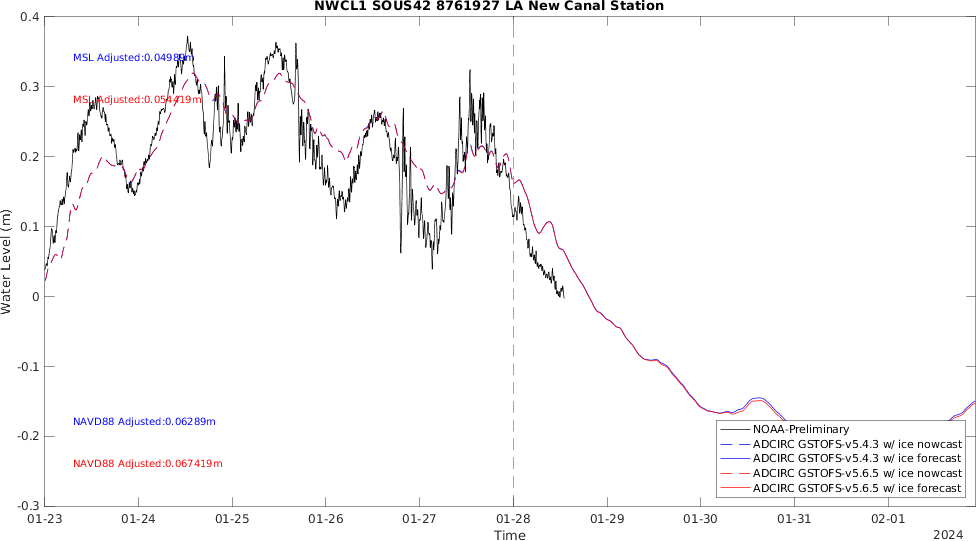 NWCL1 SOUS42 8761927 LA New Canal Station
0.4
0.3
0.2
0.1
0
-0.1
-0.2
-0.3
Water Level (m)
MSL Adjusted:0.04989m
MSL Adjusted:0.054419m
NAVD88 Adjusted:0.06289m
NAVD88 Adjusted:0.067419m
NOAA-Preliminary
ADCIRC GSTOFS-v5.4.3 w/ ice nowcast
ADCIRC GSTOFS-v5.4.3 w/ ice forecast
ADCIRC GSTOFS-v5.6.5 w/ ice nowcast
ADCIRC GSTOFS-v5.6.5 w/ ice forecast
01-23 01-24 01-25 01-26 01-27 01-28 01-29 01-30 01-31 02-01
Time
2024